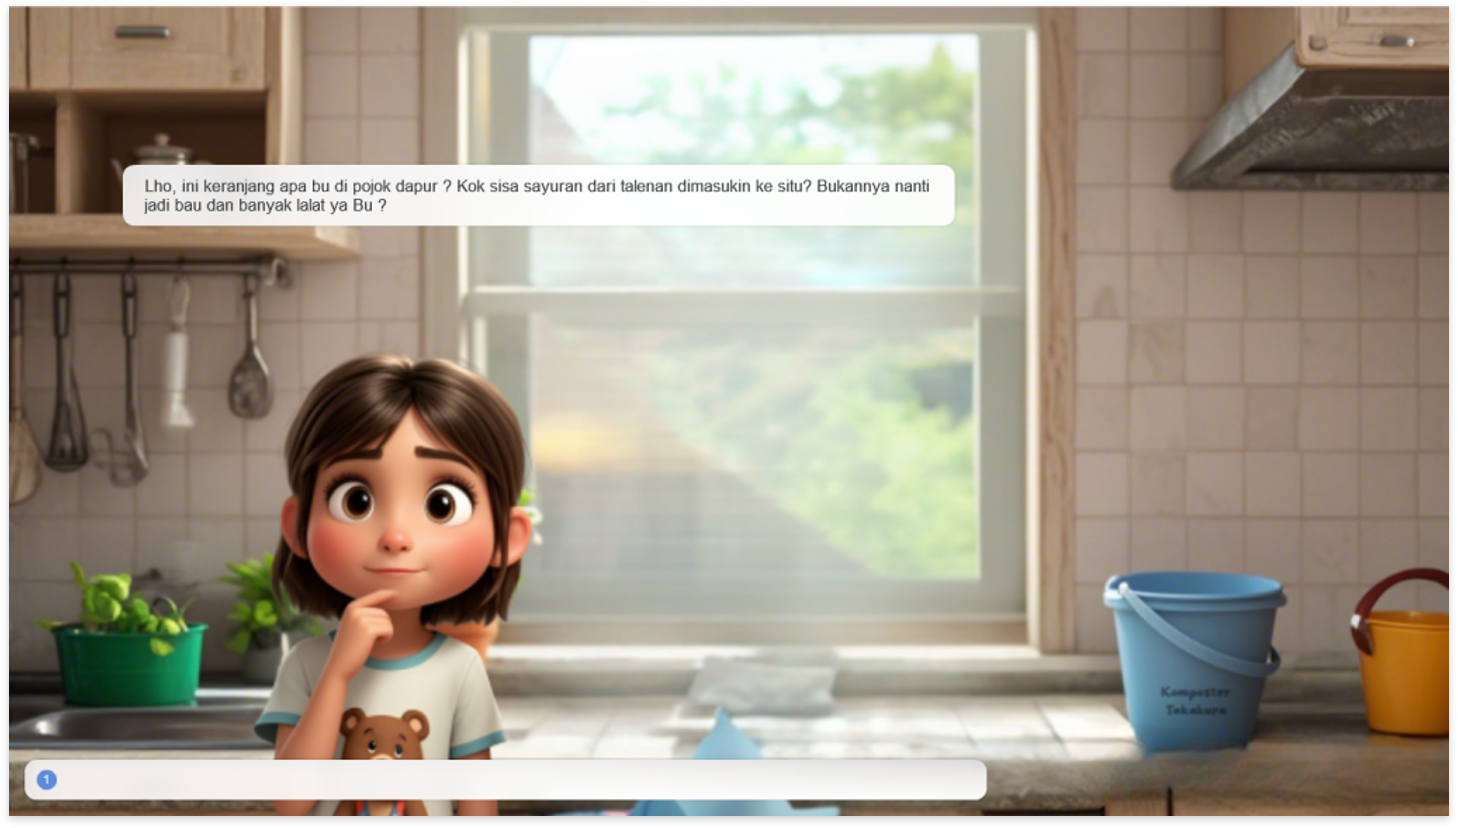 Lho, ini keranjang apa bu di pojok dapur ? Kok sisa sayuran dari talenan dimasukin ke situ? Bukannya nanti
jadi bau dan banyak lalat ya Bu ?
Komposter
Takakura
1